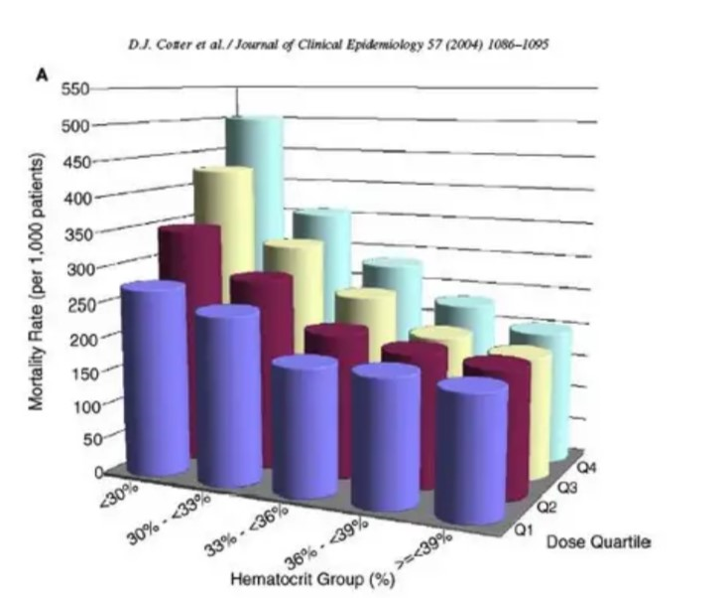 D.J. Cotter et al. / Journal of Clinical Epidemiology 57 (2004) 1086–1095
A
550
500
450
400
350
300
250
200
150
100
50
0
Mortality Rate (per 1,000 patients)
<30%
30% - <33%
33% - <36%
36% - <39%
>=<39%
Hematocrit Group (%)
Q4
Q3
Q2
Q1
Dose Quartile